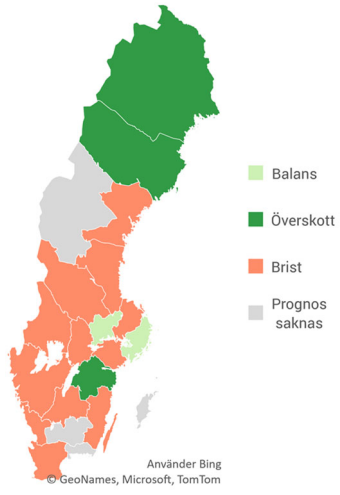 Balans
Överskott
Brist
Prognos
saknas
Använder Bing
© GeoNames, Microsoft, TomTom